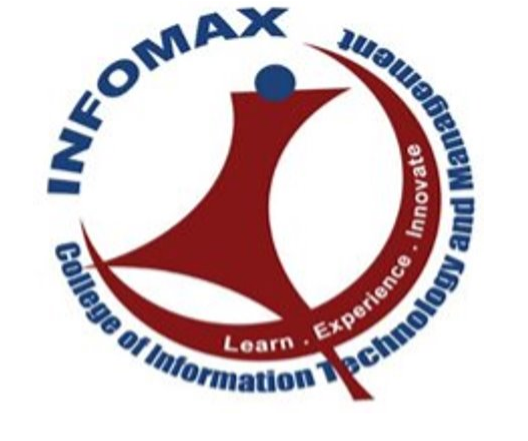 INFOMAX
College of Information Technology and Management
Learn . Experience . Innovate